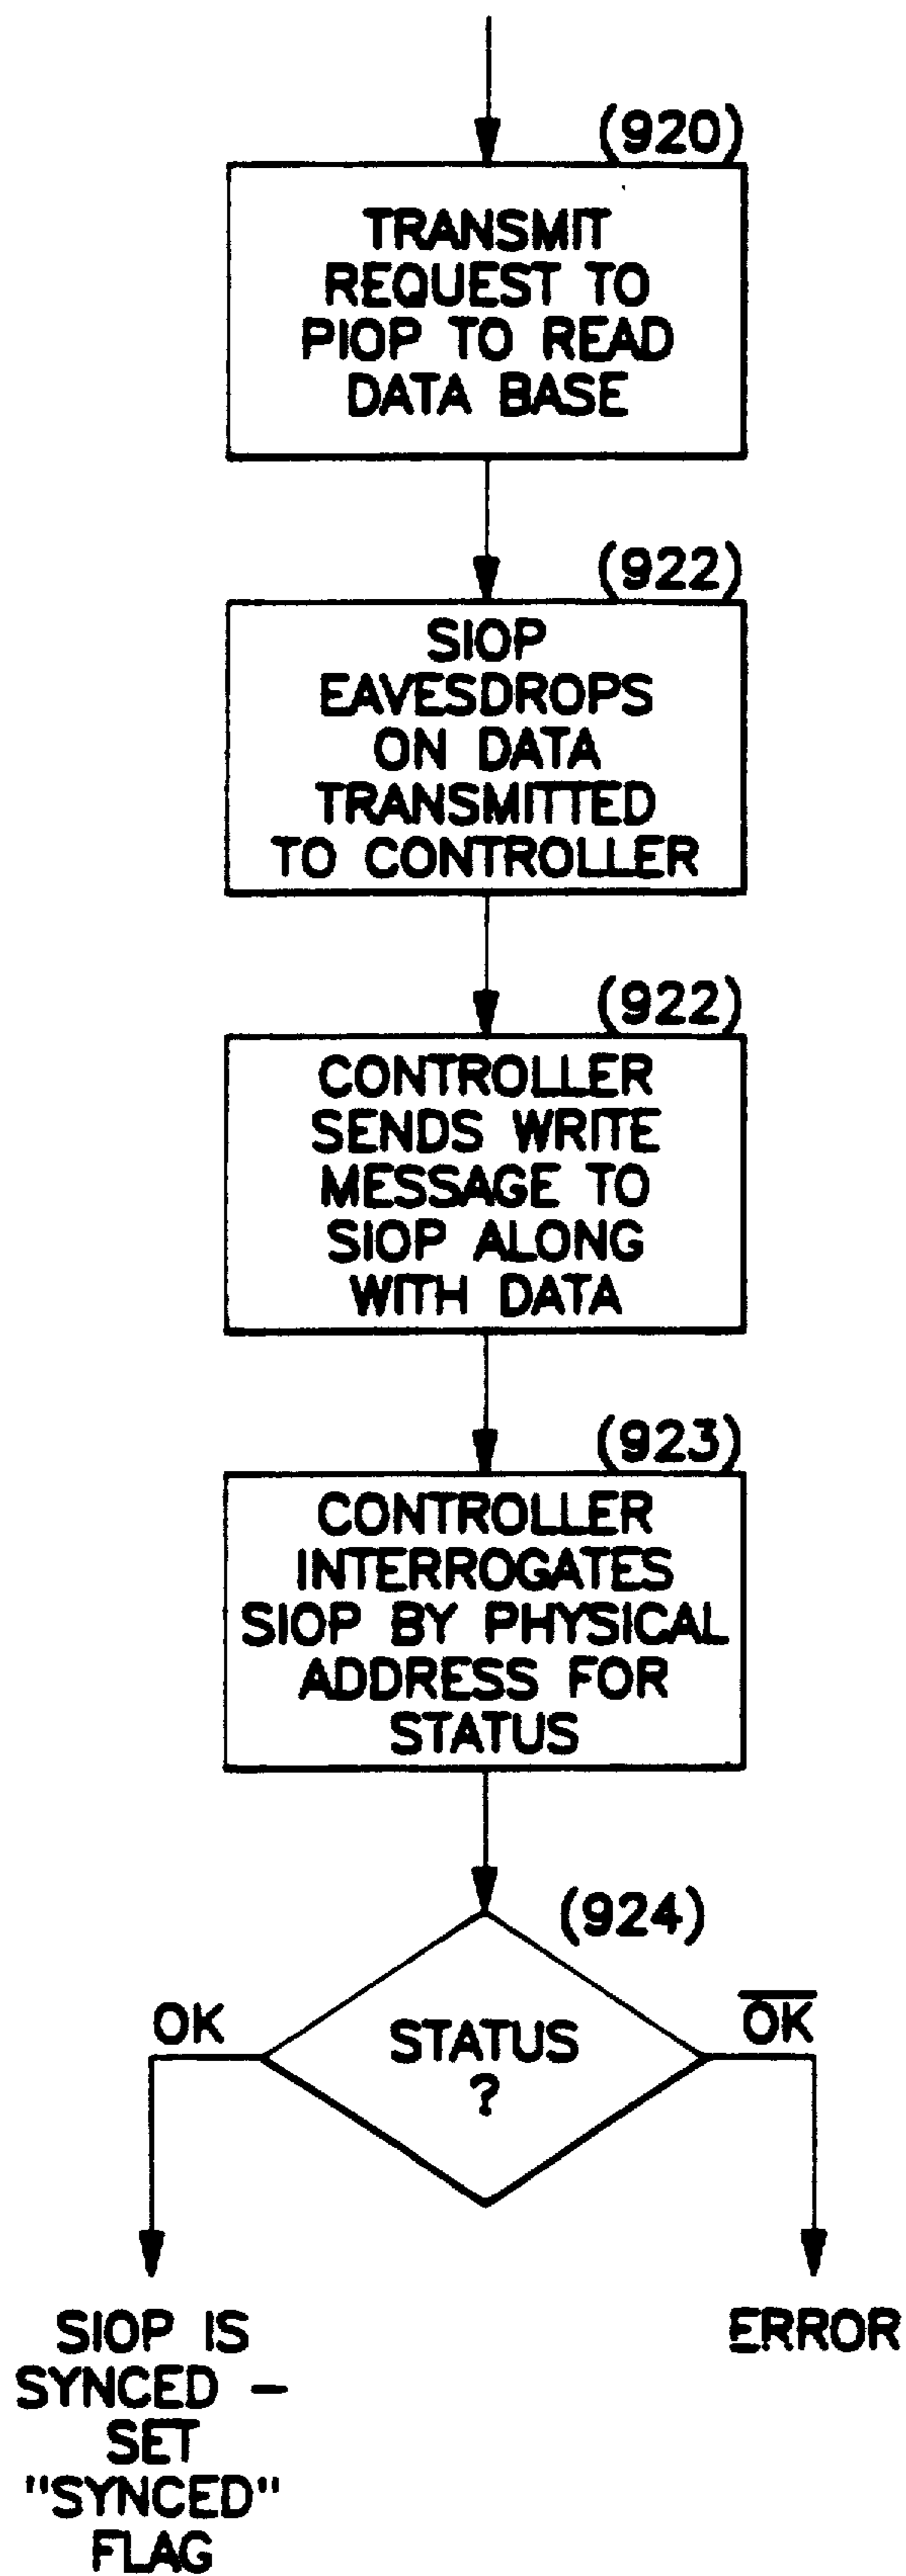 (920)
TRANSMIT
REQUEST TO
PIOP TO READ
DATA BASE
(922)
SIOP
EAVESDROPS
ON DATA
TRANSMITTED
TO CONTROLLER
(922)
CONTROLLER
SENDS WRITE
MESSAGE TO
SIOP ALONG
WITH DATA
(923)
CONTROLLER
INTERROGATES
SIOP BY PHYSICAL
ADDRESS FOR
STATUS
(924)
STATUS
?
OK
O̅K̅
SIOP IS
SYNCED –
SET
"SYNCED"
FLAG
ERROR